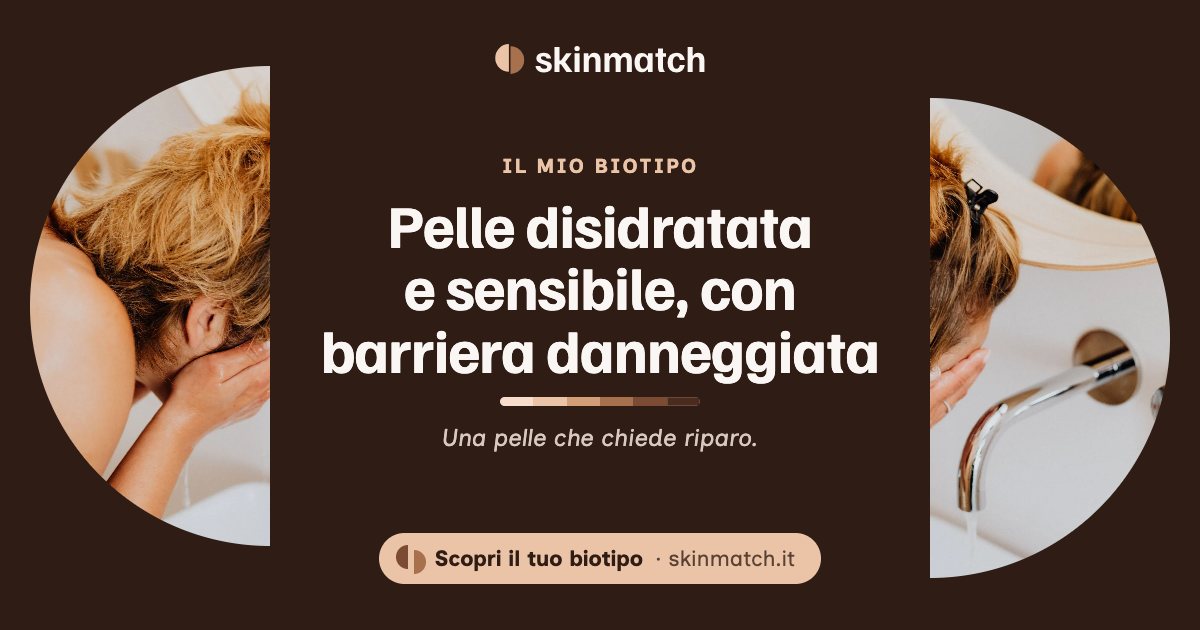 skinmatch
IL MIO BIOTIPO
Pelle disidratata
e sensibile, con
barriera danneggiata
Una pelle che chiede riparo.
Scopri il tuo biotipo · skinmatch.it